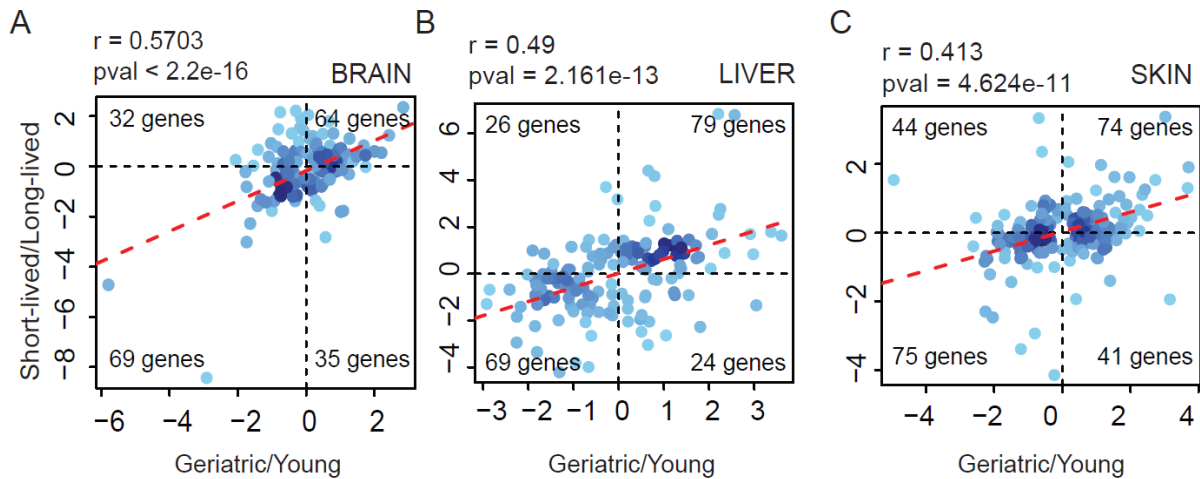 A
r = 0.5703
pval < 2.2e-16
BRAIN
32 genes
64 genes
69 genes
35 genes
2
0
−2
−4
−6
−8
−6
−4
−2
0
2
Short-lived/Long-lived
Geriatric/Young
B
r = 0.49
pval = 2.161e-13
LIVER
26 genes
79 genes
69 genes
24 genes
6
4
2
0
−2
−4
−3
−2
−1
0
1
2
3
Geriatric/Young
C
r = 0.413
pval = 4.624e-11
SKIN
44 genes
74 genes
75 genes
41 genes
2
0
−2
−4
−4
−2
0
2
4
Geriatric/Young